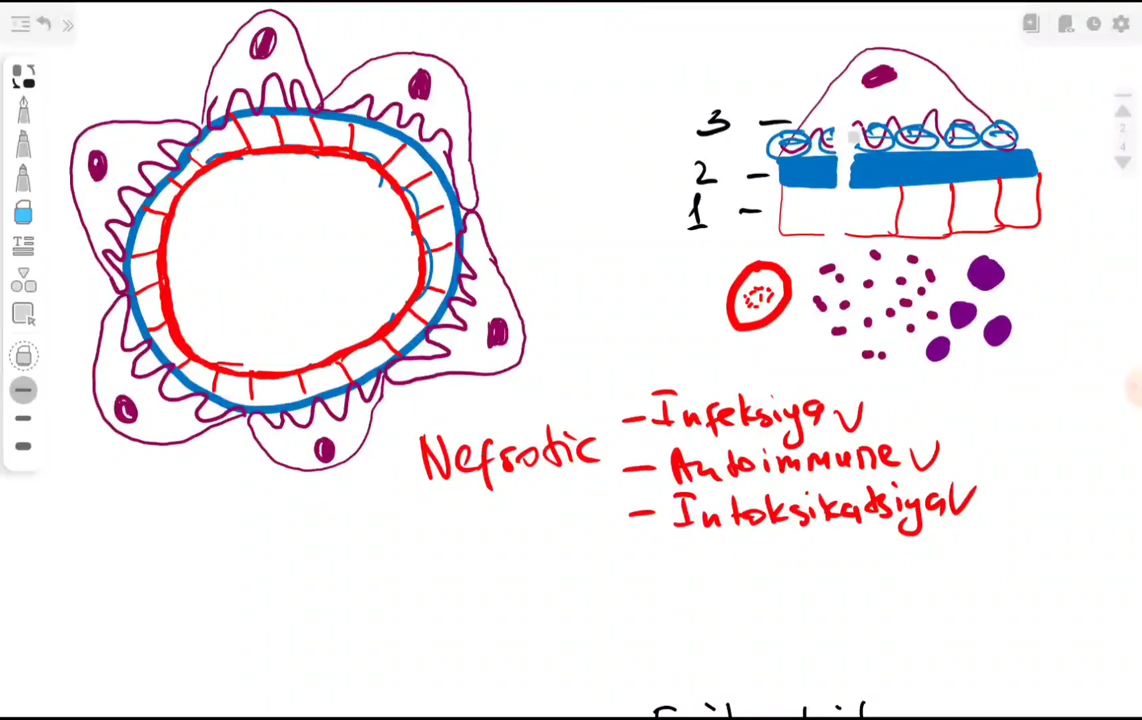 3 -
2 -
1 -
Nefrotic
- Infeksiya v
- Autoimmune v
- Intoksikatsiya v